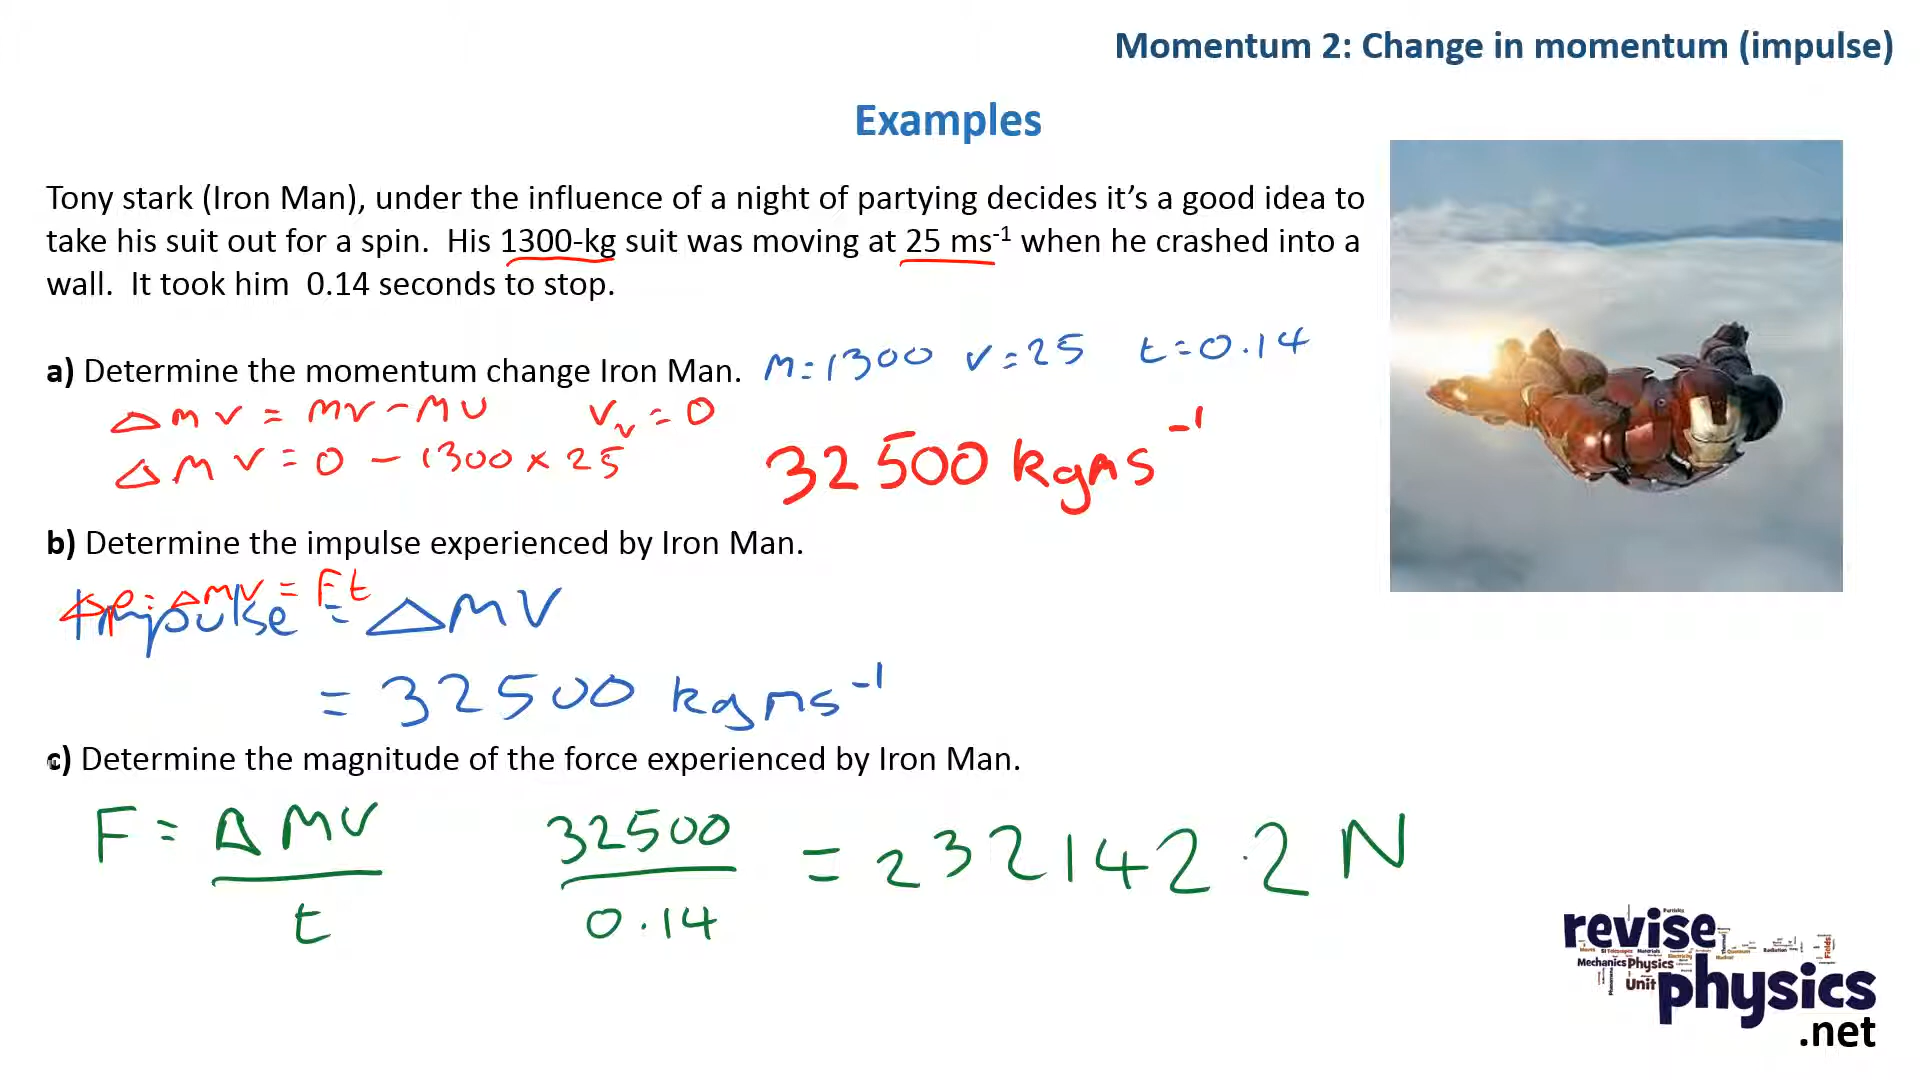 Momentum 2: Change in momentum (impulse)
Examples
Tony stark (Iron Man), under the influence of a night of partying decides it's a good idea to
take his suit out for a spin. His 1300-kg suit was moving at 25 ms⁻¹ when he crashed into a
wall. It took him 0.14 seconds to stop.
a) Determine the momentum change Iron Man.
m=1300 v=25 t=0.14
Δmv = mv - mu
v = 0
Δmv = 0 - 1300 × 25
32500 kgms⁻¹
b) Determine the impulse experienced by Iron Man.
Δp = Δmv = Ft
Impulse = Δmv
= 32500 kgms⁻¹
c) Determine the magnitude of the force experienced by Iron Man.
F = Δmv
t
32500
0.14
= 232142.2 N
revise
Mechanics Physics
Unit
physics
.net